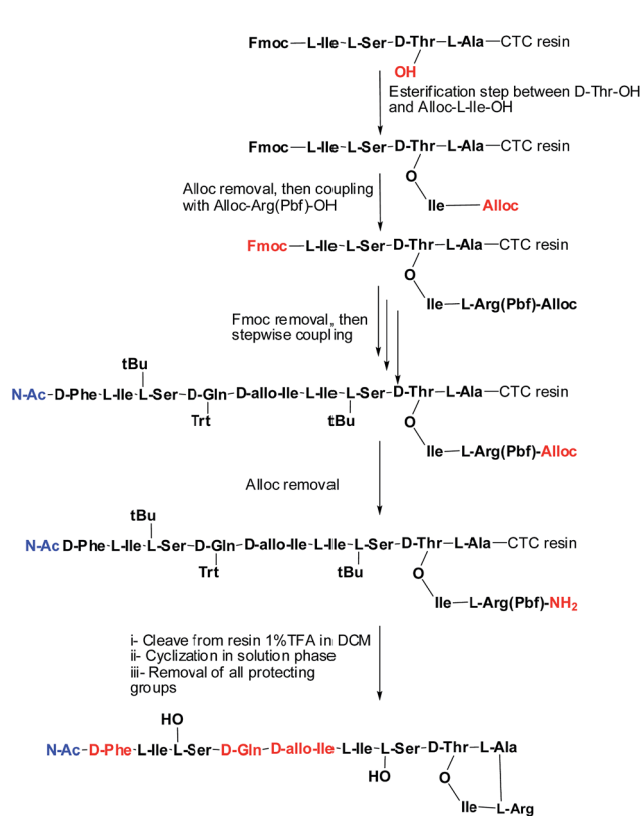 Fmoc—L-Ile-L-Ser-D-Thr-L-Ala—CTC resin
OH
Esterification step between D-Thr-OH
and Alloc-L-Ile-OH
Fmoc—L-Ile-L-Ser-D-Thr-L-Ala—CTC resin
O
Ile—Alloc
Alloc removal, then coupling
with Alloc-Arg(Pbf)-OH
Fmoc—L-Ile-L-Ser-D-Thr-L-Ala—CTC resin
O
Ile—L-Arg(Pbf)-Alloc
Fmoc removal, then
stepwise coupling
tBu
N-Ac-D-Phe-L-Ile-L-Ser-D-Gln-D-allo-Ile-L-Ile-L-Ser-D-Thr-L-Ala—CTC resin
Trt
tBu
O
Ile—L-Arg(Pbf)-Alloc
Alloc removal
tBu
N-Ac D-Phe-L-Ile-L-Ser-D-Gln-D-allo-Ile-L-Ile-L-Ser-D-Thr-L-Ala—CTC resin
Trt
tBu
O
Ile—L-Arg(Pbf)-NH2
i- Cleave from resin 1%TFA in DCM
ii- Cyclization in solution phase
iii- Removal of all protecting
groups
HO
N-Ac-D-Phe-L-Ile-L-Ser-D-Gln-D-allo-Ile-L-Ile-L-Ser-D-Thr-L-Ala
HO
O
Ile—L-Arg